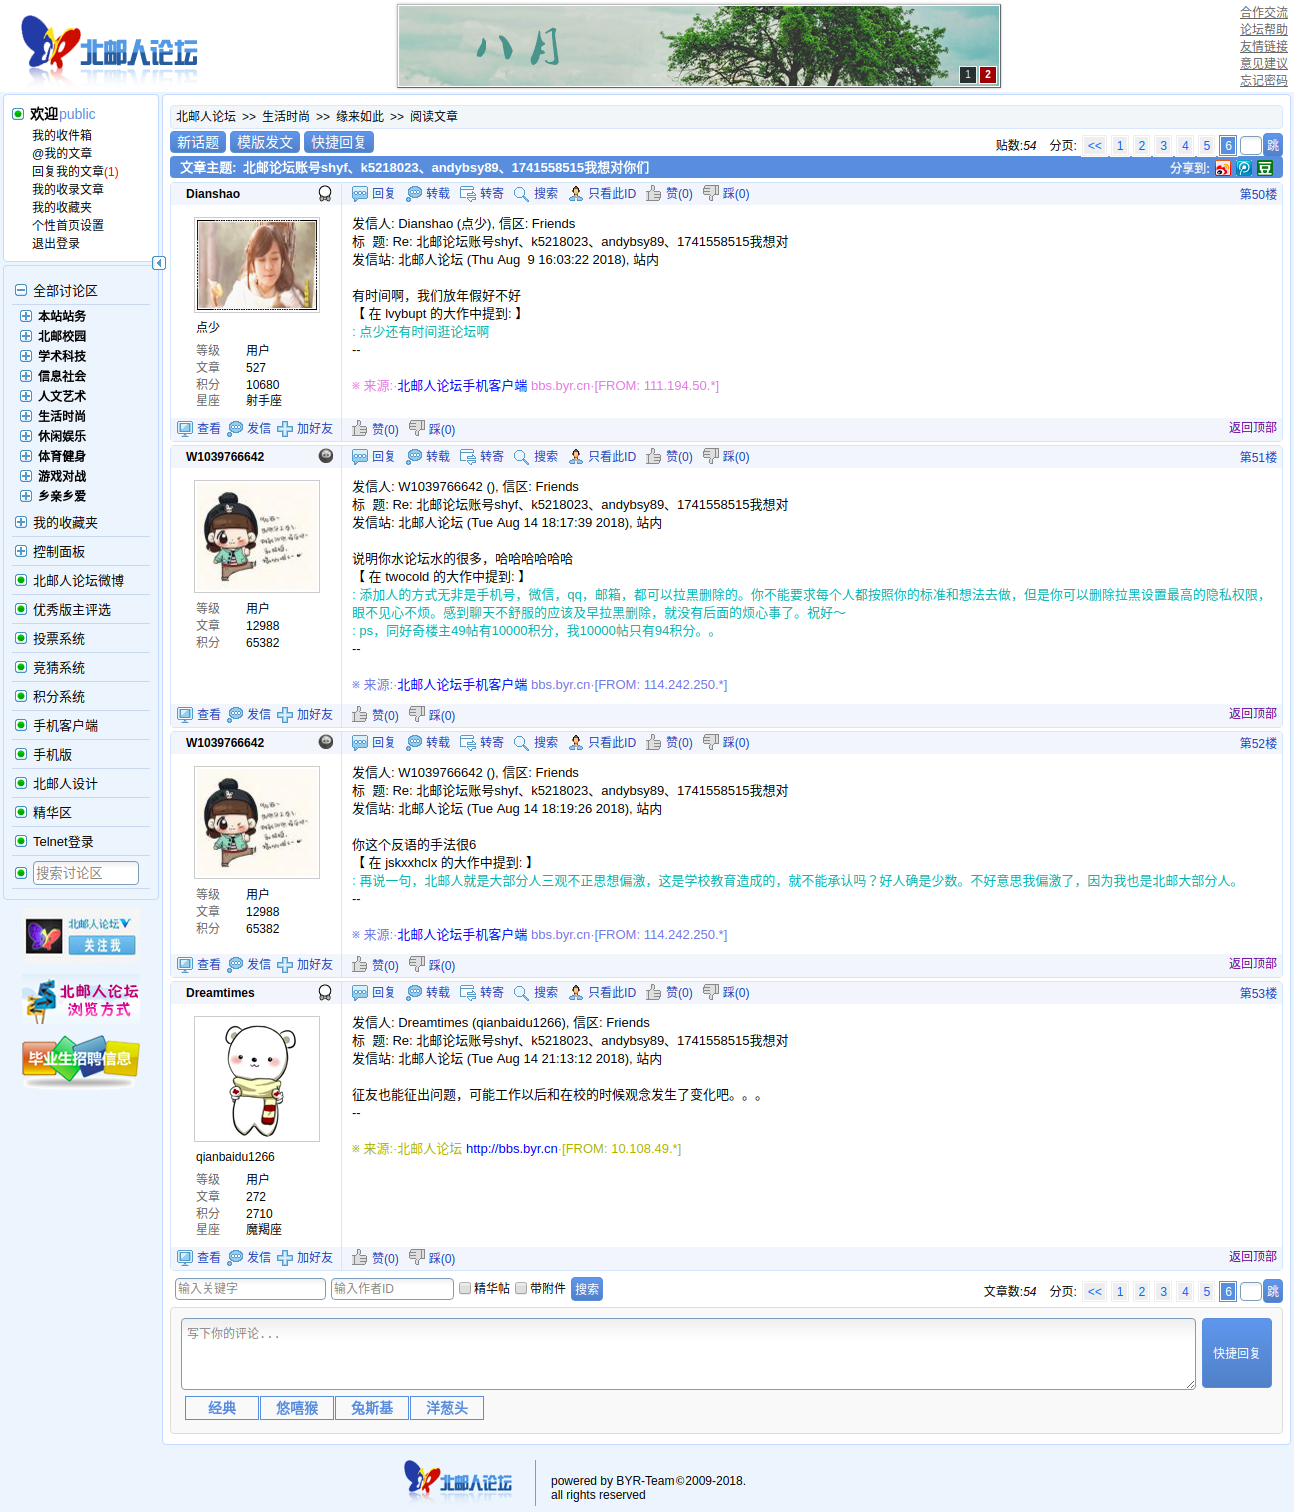 北邮人论坛
八月
1 2
合作交流
论坛帮助
友情链接
意见建议
忘记密码
欢迎public
我的收件箱
@我的文章
回复我的文章(1)
我的收录文章
我的收藏夹
个性首页设置
退出登录
全部讨论区
本站站务
北邮校园
学术科技
信息社会
人文艺术
生活时尚
休闲娱乐
体育健身
游戏对战
乡亲乡爱
我的收藏夹
控制面板
北邮人论坛微博
优秀版主评选
投票系统
竞猜系统
积分系统
手机客户端
手机版
北邮人设计
精华区
Telnet登录
搜索讨论区
北邮人论坛V
关注我
北邮人论坛
浏览方式
毕业生招聘信息
北邮人论坛 >> 生活时尚 >> 缘来如此 >> 阅读文章
新话题 模版发文 快捷回复
贴数:54 分页: << 1 2 3 4 5 6 跳
文章主题: 北邮论坛账号shyf、k5218023、andybsy89、1741558515我想对你们
分享到: 豆
Dianshao
回复 转载 转寄 搜索 只看此ID 赞(0) 踩(0) 第50楼
点少
等级 用户
文章 527
积分 10680
星座 射手座
发信人: Dianshao (点少), 信区: Friends
标 题: Re: 北邮论坛账号shyf、k5218023、andybsy89、1741558515我想对
发信站: 北邮人论坛 (Thu Aug 9 16:03:22 2018), 站内
有时间啊，我们放年假好不好
【 在 lvybupt 的大作中提到: 】
: 点少还有时间逛论坛啊
--
※ 来源:·北邮人论坛手机客户端 bbs.byr.cn·[FROM: 111.194.50.*]
查看 发信 加好友 赞(0) 踩(0) 返回顶部
W1039766642
回复 转载 转寄 搜索 只看此ID 赞(0) 踩(0) 第51楼
等级 用户
文章 12988
积分 65382
发信人: W1039766642 (), 信区: Friends
标 题: Re: 北邮论坛账号shyf、k5218023、andybsy89、1741558515我想对
发信站: 北邮人论坛 (Tue Aug 14 18:17:39 2018), 站内
说明你水论坛水的很多，哈哈哈哈哈哈
【 在 twocold 的大作中提到: 】
: 添加人的方式无非是手机号，微信，qq，邮箱，都可以拉黑删除的。你不能要求每个人都按照你的标准和想法去做，但是你可以删除拉黑设置最高的隐私权限，
眼不见心不烦。感到聊天不舒服的应该及早拉黑删除，就没有后面的烦心事了。祝好～
: ps，同好奇楼主49帖有10000积分，我10000帖只有94积分。。
--
※ 来源:·北邮人论坛手机客户端 bbs.byr.cn·[FROM: 114.242.250.*]
查看 发信 加好友 赞(0) 踩(0) 返回顶部
W1039766642
回复 转载 转寄 搜索 只看此ID 赞(0) 踩(0) 第52楼
等级 用户
文章 12988
积分 65382
发信人: W1039766642 (), 信区: Friends
标 题: Re: 北邮论坛账号shyf、k5218023、andybsy89、1741558515我想对
发信站: 北邮人论坛 (Tue Aug 14 18:19:26 2018), 站内
你这个反语的手法很6
【 在 jskxxhclx 的大作中提到: 】
: 再说一句，北邮人就是大部分人三观不正思想偏激，这是学校教育造成的，就不能承认吗？好人确是少数。不好意思我偏激了，因为我也是北邮大部分人。
--
※ 来源:·北邮人论坛手机客户端 bbs.byr.cn·[FROM: 114.242.250.*]
查看 发信 加好友 赞(0) 踩(0) 返回顶部
Dreamtimes
回复 转载 转寄 搜索 只看此ID 赞(0) 踩(0) 第53楼
qianbaidu1266
等级 用户
文章 272
积分 2710
星座 魔羯座
发信人: Dreamtimes (qianbaidu1266), 信区: Friends
标 题: Re: 北邮论坛账号shyf、k5218023、andybsy89、1741558515我想对
发信站: 北邮人论坛 (Tue Aug 14 21:13:12 2018), 站内
征友也能征出问题，可能工作以后和在校的时候观念发生了变化吧。。。
--
※ 来源:·北邮人论坛 http://bbs.byr.cn·[FROM: 10.108.49.*]
查看 发信 加好友 赞(0) 踩(0) 返回顶部
输入关键字 输入作者ID 精华帖 带附件 搜索
文章数:54 分页: << 1 2 3 4 5 6 跳
写下你的评论...
快捷回复
经典 悠嘻猴 兔斯基 洋葱头
北邮人论坛
powered by BYR-Team©2009-2018.
all rights reserved